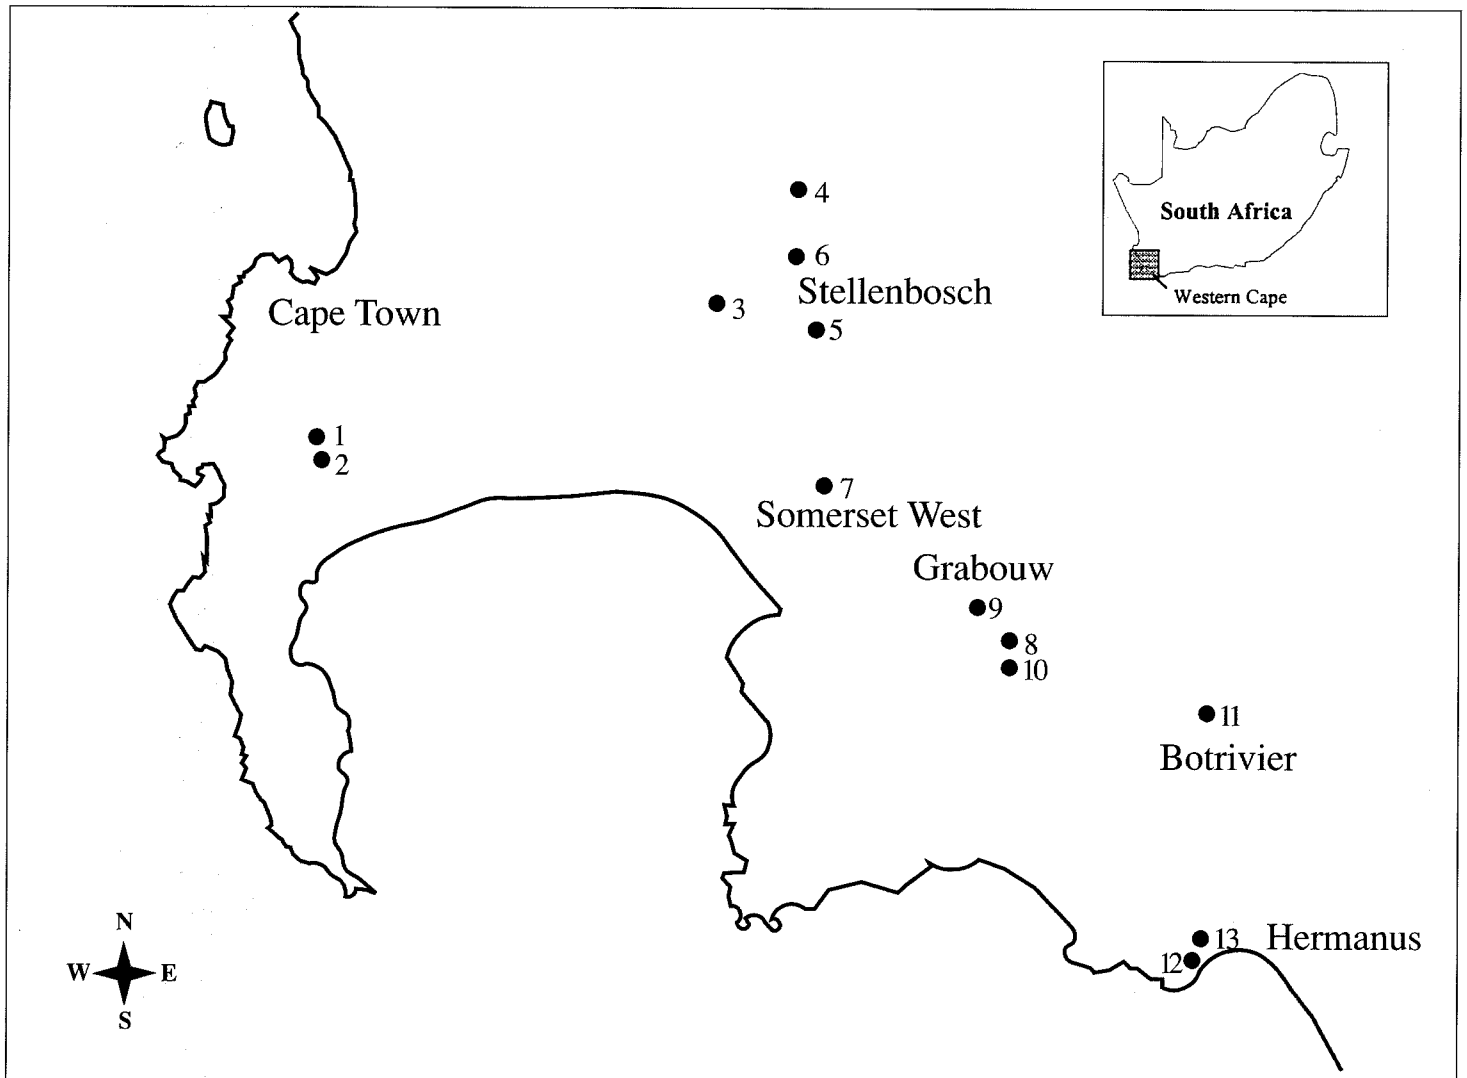 4
6
Stellenbosch
3
5
Cape Town
South Africa
Western Cape
1
2
7
Somerset West
Grabouw
9
8
10
11
Botrivier
13 Hermanus
12
N
W E
S